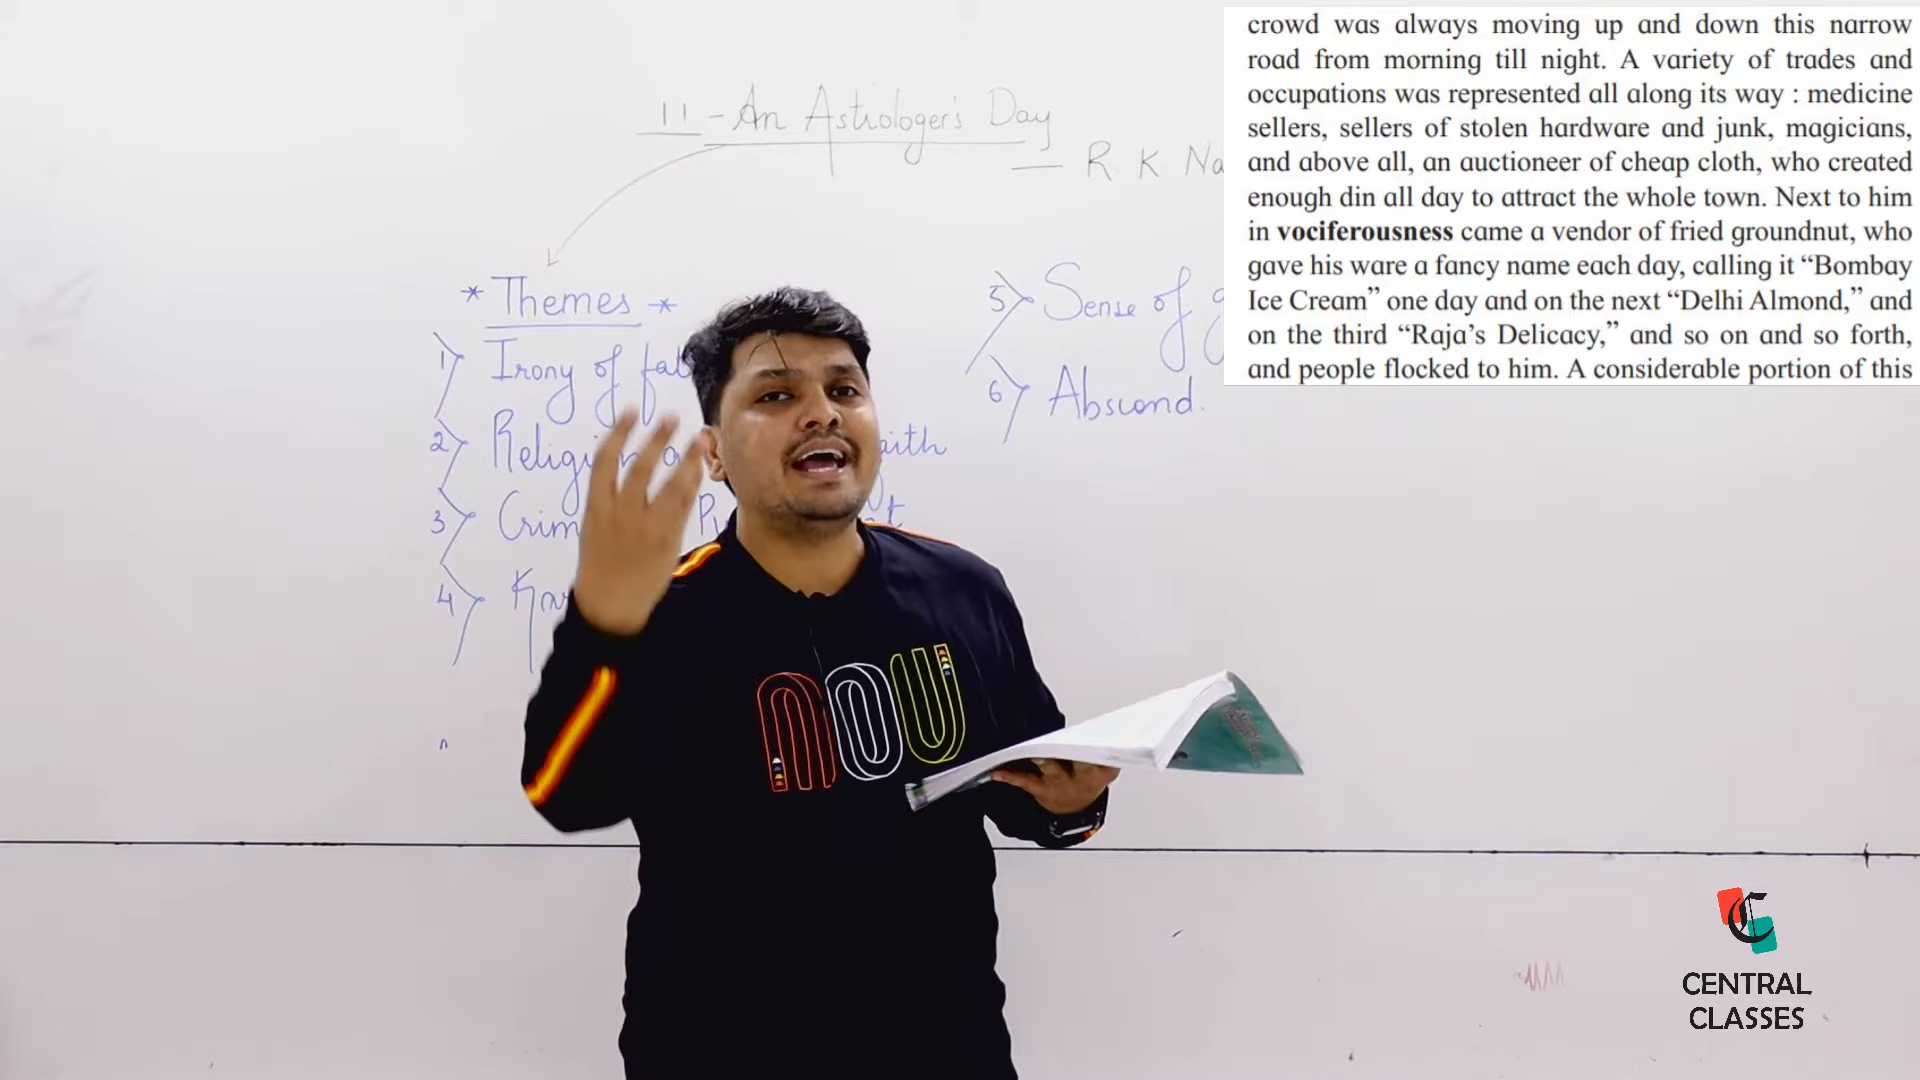 11 - An Astrologer's Day
— R K
* Themes *
1> Irony of
2>
3>
4>
5> Sense of
6> Abscond.
crowd was always moving up and down this narrow
road from morning till night. A variety of trades and
occupations was represented all along its way : medicine
sellers, sellers of stolen hardware and junk, magicians,
and above all, an auctioneer of cheap cloth, who created
enough din all day to attract the whole town. Next to him
in vociferousness came a vendor of fried groundnut, who
gave his ware a fancy name each day, calling it “Bombay
Ice Cream” one day and on the next “Delhi Almond,” and
on the third “Raja’s Delicacy,” and so on and so forth,
and people flocked to him. A considerable portion of this
NOU
CENTRAL
CLASSES